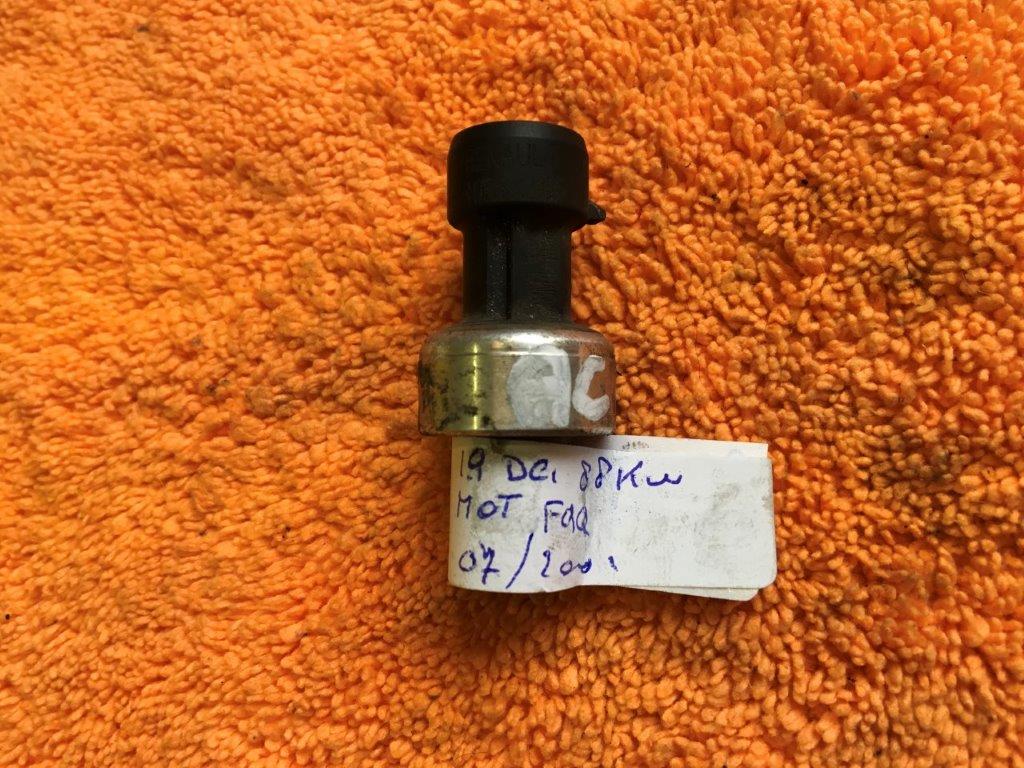 AC
1.9 DCi 88Kw
MOT F9Q
07/2001